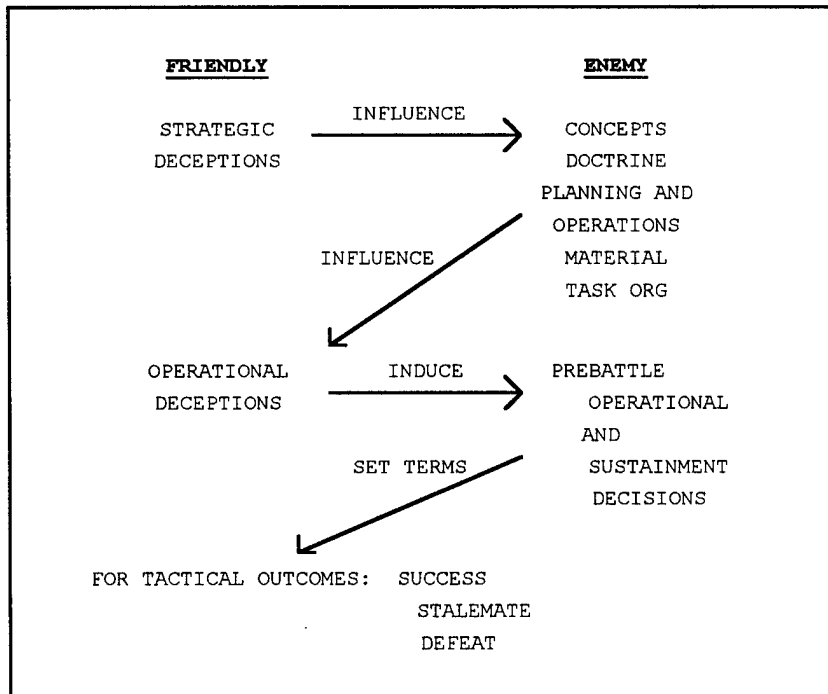 FRIENDLY ENEMY
INFLUENCE
STRATEGIC CONCEPTS
DECEPTIONS DOCTRINE
PLANNING AND
OPERATIONS
INFLUENCE MATERIAL
TASK ORG
OPERATIONAL INDUCE PREBATTLE
DECEPTIONS OPERATIONAL
AND
SET TERMS SUSTAINMENT
DECISIONS
FOR TACTICAL OUTCOMES: SUCCESS
STALEMATE
DEFEAT